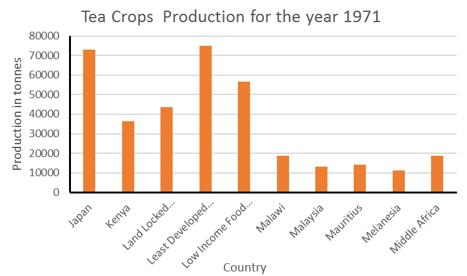 Tea Crops Production for the year 1971
Production in tonnes
80000
70000
60000
50000
40000
30000
20000
10000
0
Japan
Kenya
Land Locked...
Least Developed...
Low Income Food...
Malawi
Malaysia
Mauritius
Melanesia
Middle Africa
Country